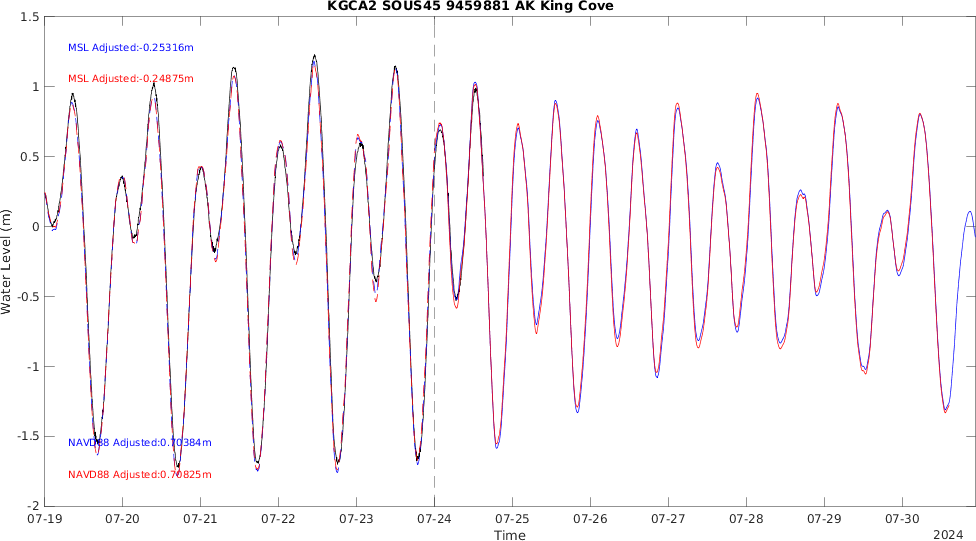 KGCA2 SOUS45 9459881 AK King Cove
1.5
1
0.5
0
-0.5
-1
-1.5
-2
Water Level (m)
MSL Adjusted:-0.25316m
MSL Adjusted:-0.24875m
NAVD88 Adjusted:0.70384m
NAVD88 Adjusted:0.70825m
07-19 07-20 07-21 07-22 07-23 07-24 07-25 07-26 07-27 07-28 07-29 07-30
Time
2024